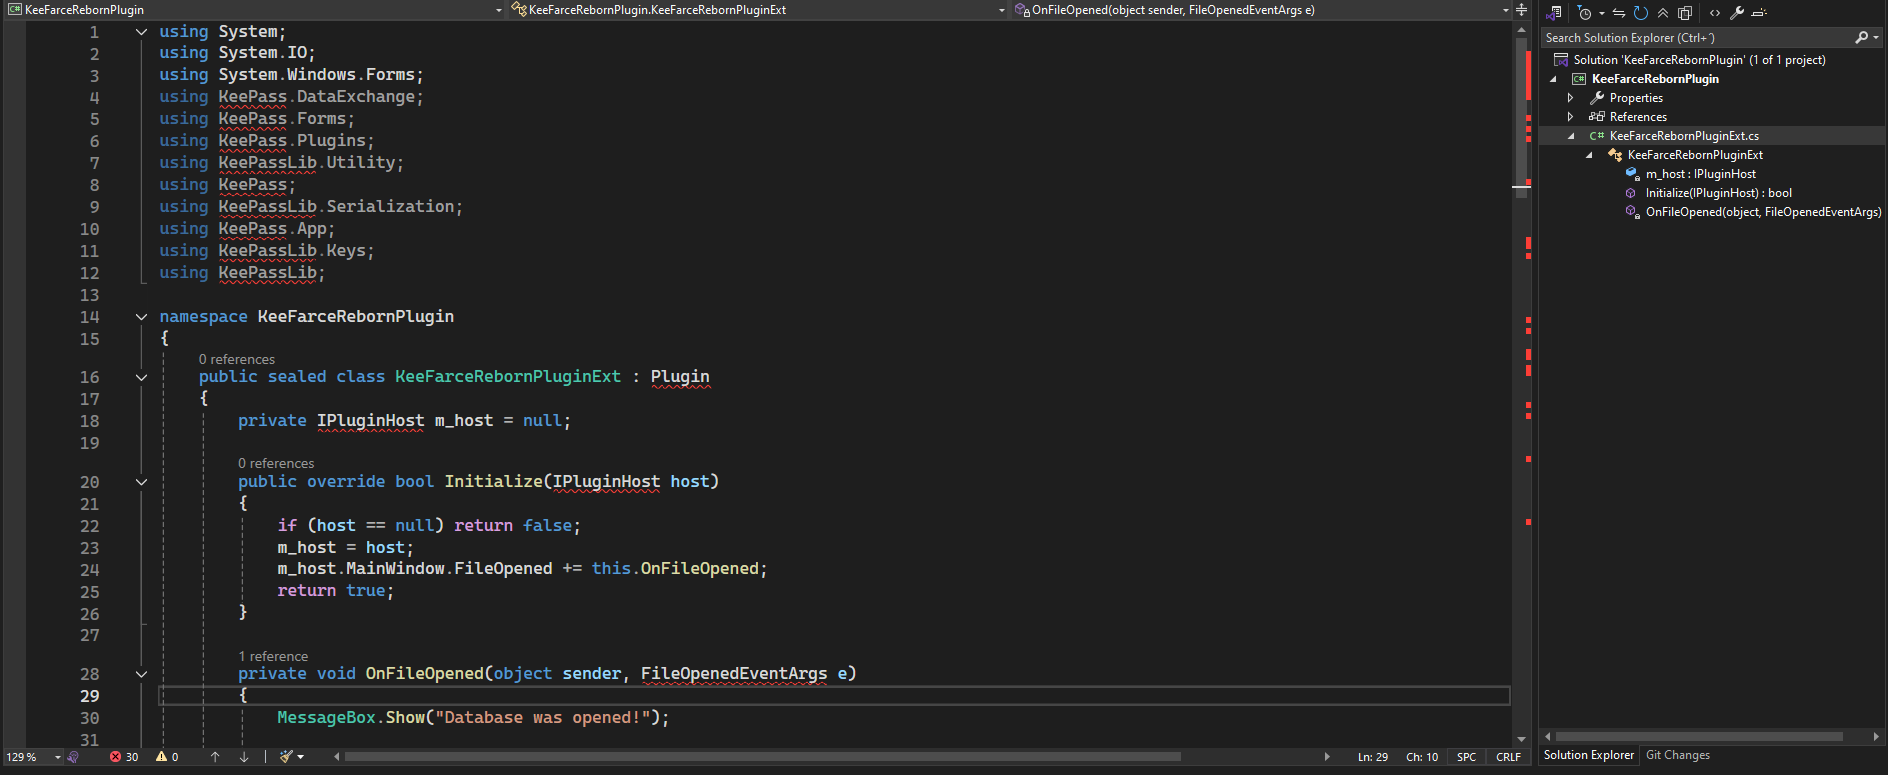 KeeFarceRebornPlugin
KeeFarceRebornPlugin.KeeFarceRebornPluginExt
OnFileOpened(object sender, FileOpenedEventArgs e)
1 using System;
2 using System.IO;
3 using System.Windows.Forms;
4 using KeePass.DataExchange;
5 using KeePass.Forms;
6 using KeePass.Plugins;
7 using KeePassLib.Utility;
8 using KeePass;
9 using KeePassLib.Serialization;
10 using KeePass.App;
11 using KeePassLib.Keys;
12 using KeePassLib;
13
14 namespace KeeFarceRebornPlugin
15 {
0 references
16 public sealed class KeeFarceRebornPluginExt : Plugin
17 {
18 private IPluginHost m_host = null;
19
0 references
20 public override bool Initialize(IPluginHost host)
21 {
22 if (host == null) return false;
23 m_host = host;
24 m_host.MainWindow.FileOpened += this.OnFileOpened;
25 return true;
26 }
27
1 reference
28 private void OnFileOpened(object sender, FileOpenedEventArgs e)
29 {
30 MessageBox.Show("Database was opened!");
31
129 %
30
0
Ln: 29
Ch: 10
SPC
CRLF
Search Solution Explorer (Ctrl+´)
Solution 'KeeFarceRebornPlugin' (1 of 1 project)
C# KeeFarceRebornPlugin
Properties
References
C# KeeFarceRebornPluginExt.cs
KeeFarceRebornPluginExt
m_host : IPluginHost
Initialize(IPluginHost) : bool
OnFileOpened(object, FileOpenedEventArgs)
Solution Explorer
Git Changes